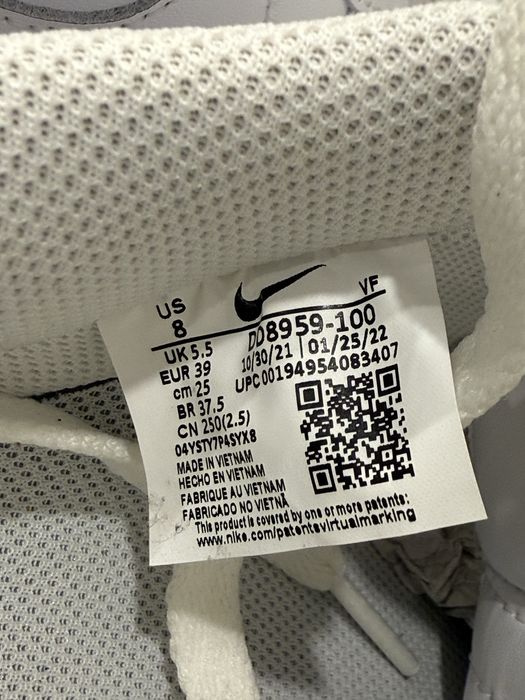 US
8
VF
UK 5.5
EUR 39
cm 25
BR 37.5
CN 250(2.5)
04YSTY7P4SYX8
DD8959-100
10/30/21 | 01/25/22
UPC 00194954083407
MADE IN VIETNAM
HECHO EN VIETNAM
FABRIQUE AU VIETNAM
FABRICADO NO VIETNÃ
This product is covered by one or more patents:
www.nike.com/patentsvirtualmarking